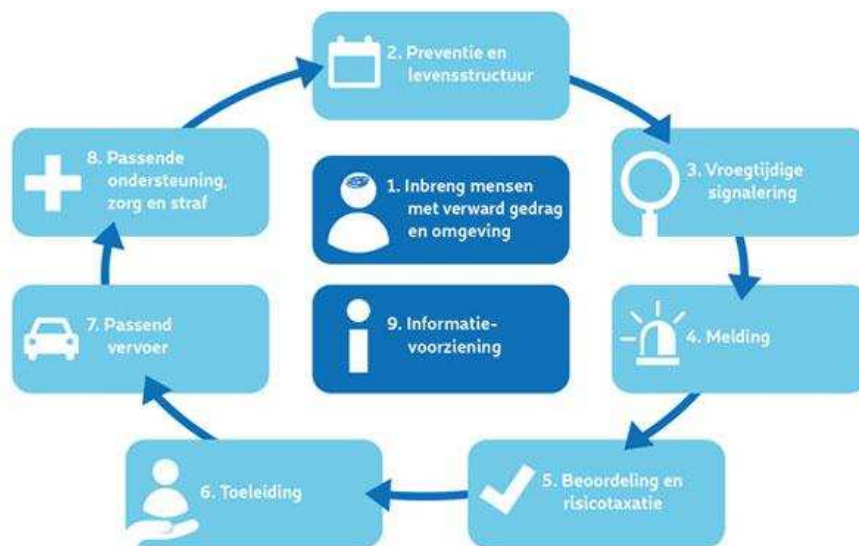 2. Preventie en
levensstructuur
8. Passende
ondersteuning,
zorg en straf
1. Inbreng mensen
met verward gedrag
en omgeving
3. Vroegtijdige
signalering
7. Passend
vervoer
9. Informatie-
voorziening
4. Melding
6. Toeleiding
5. Beoordeling en
risicotaxatie